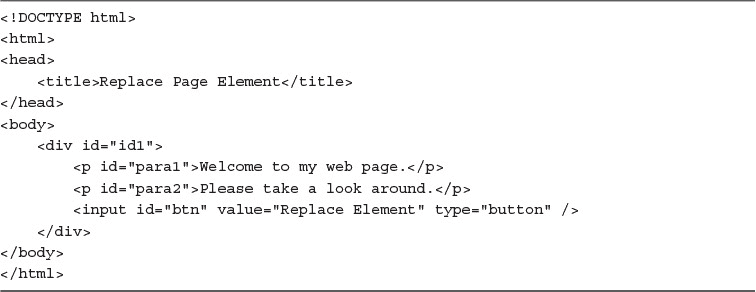 <!DOCTYPE html>
<html>
<head>
    <title>Replace Page Element</title>
</head>
<body>
    <div id="id1">
        <p id="para1">Welcome to my web page.</p>
        <p id="para2">Please take a look around.</p>
        <input id="btn" value="Replace Element" type="button" />
    </div>
</body>
</html>